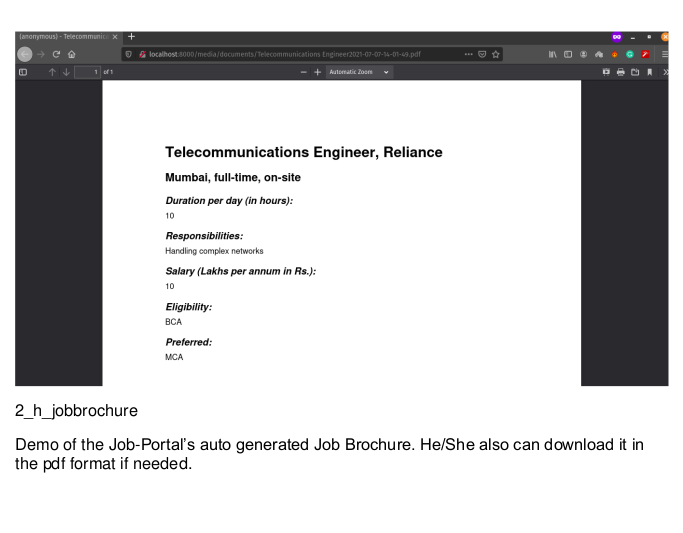 (anonymous) - Telecommunic
localhost:8000/media/documents/Telecommunications Engineer2021-07-07-14-01-49.pdf
1 of 1
Automatic Zoom
Telecommunications Engineer, Reliance
Mumbai, full-time, on-site
Duration per day (in hours):
10
Responsibilities:
Handling complex networks
Salary (Lakhs per annum in Rs.):
10
Eligibility:
BCA
Preferred:
MCA
2_h_jobbrochure
Demo of the Job-Portal's auto generated Job Brochure. He/She also can download it in
the pdf format if needed.